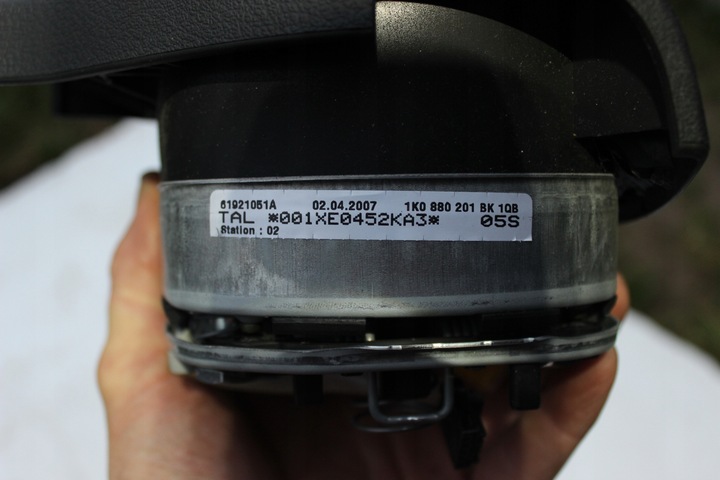 61921051A 02.04.2007 1K0 880 201 BK 1QB
TAL *001XE0452KA3* 05S
Station : 02